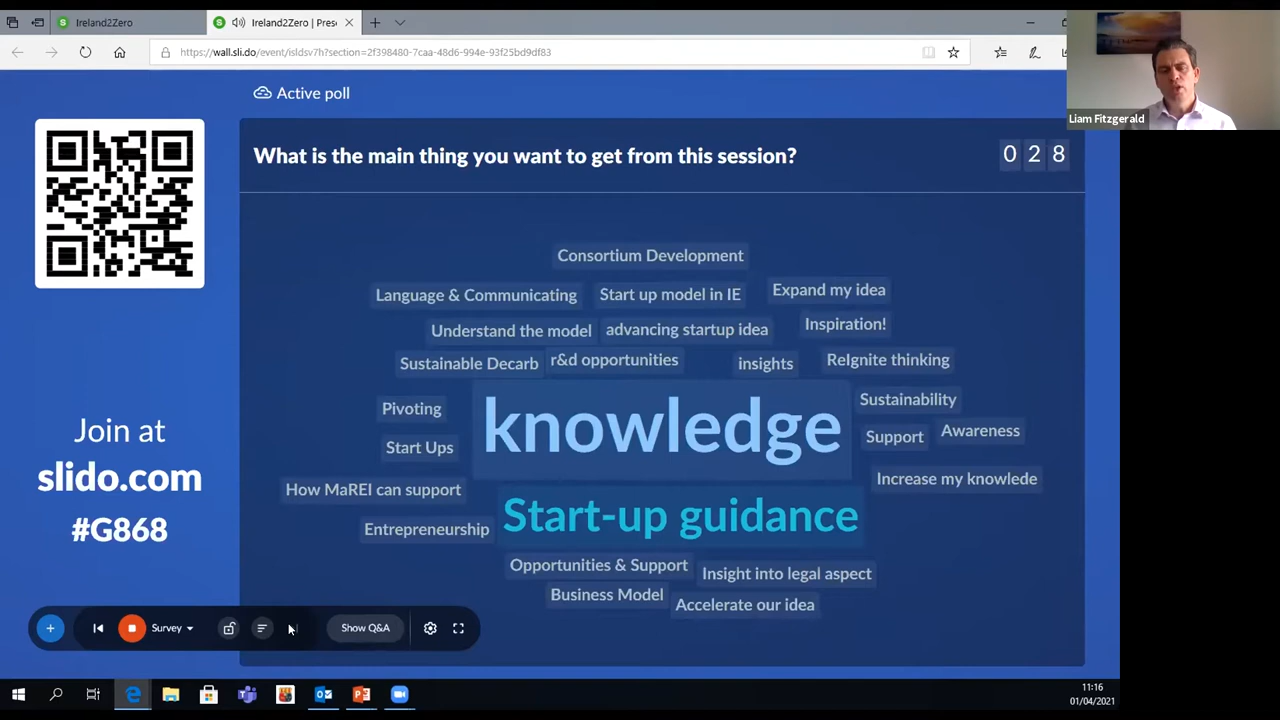 Ireland2Zero
Ireland2Zero | Pres
https://wall.sli.do/event/isldsv7h?section=2f398480-7caa-48d6-994e-93f25bd9df83
Liam Fitzgerald
Active poll
What is the main thing you want to get from this session?
0 2 8
Consortium Development
Language & Communicating
Start up model in IE
Expand my idea
Understand the model
advancing startup idea
Inspiration!
Sustainable Decarb
r&d opportunities
insights
ReIgnite thinking
knowledge
Pivoting
Sustainability
Start Ups
Support
Awareness
How MaREI can support
Increase my knowlede
Entrepreneurship
Start-up guidance
Opportunities & Support
Insight into legal aspect
Business Model
Accelerate our idea
Join at
slido.com
#G868
Survey
Show Q&A
11:16
01/04/2021